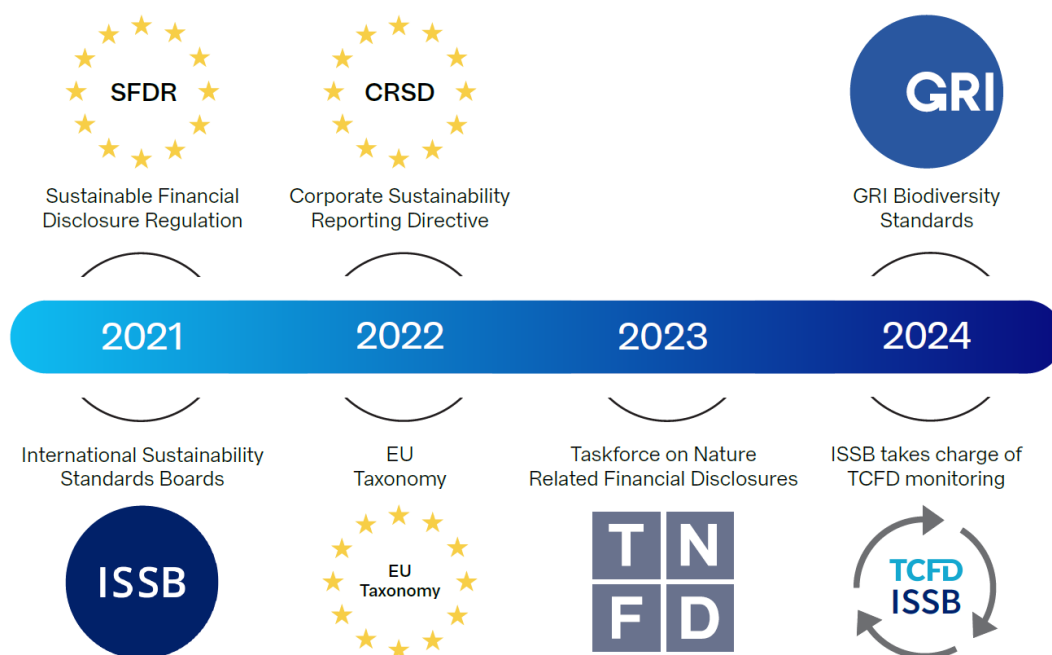 SFDR
CRSD
GRI
Sustainable Financial
Disclosure Regulation
Corporate Sustainability
Reporting Directive
GRI Biodiversity
Standards
2021
2022
2023
2024
International Sustainability
Standards Boards
EU
Taxonomy
Taskforce on Nature
Related Financial Disclosures
ISSB takes charge of
TCFD monitoring
ISSB
EU
Taxonomy
TN
FD
TCFD
ISSB